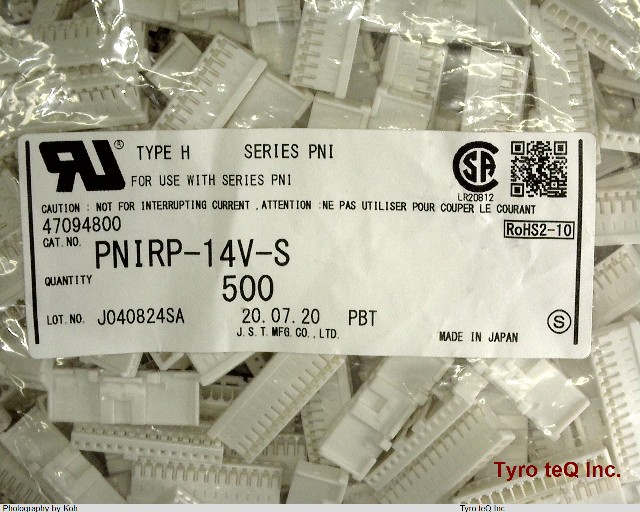 RU ® TYPE H SERIES PNI
FOR USE WITH SERIES PNI
SA
LR20812
CAUTION : NOT FOR INTERRUPTING CURRENT , ATTENTION :NE PAS UTILISER POUR COUPER LE COURANT
47094800
RoHS2-10
CAT. NO. PNIRP-14V-S
QUANTITY 500
LOT. NO. J040824SA 20.07.20 PBT
S
J. S. T. MFG. CO., LTD.
MADE IN JAPAN
Tyro teQ Inc.
Photography by Koh
Tyro teQ Inc.